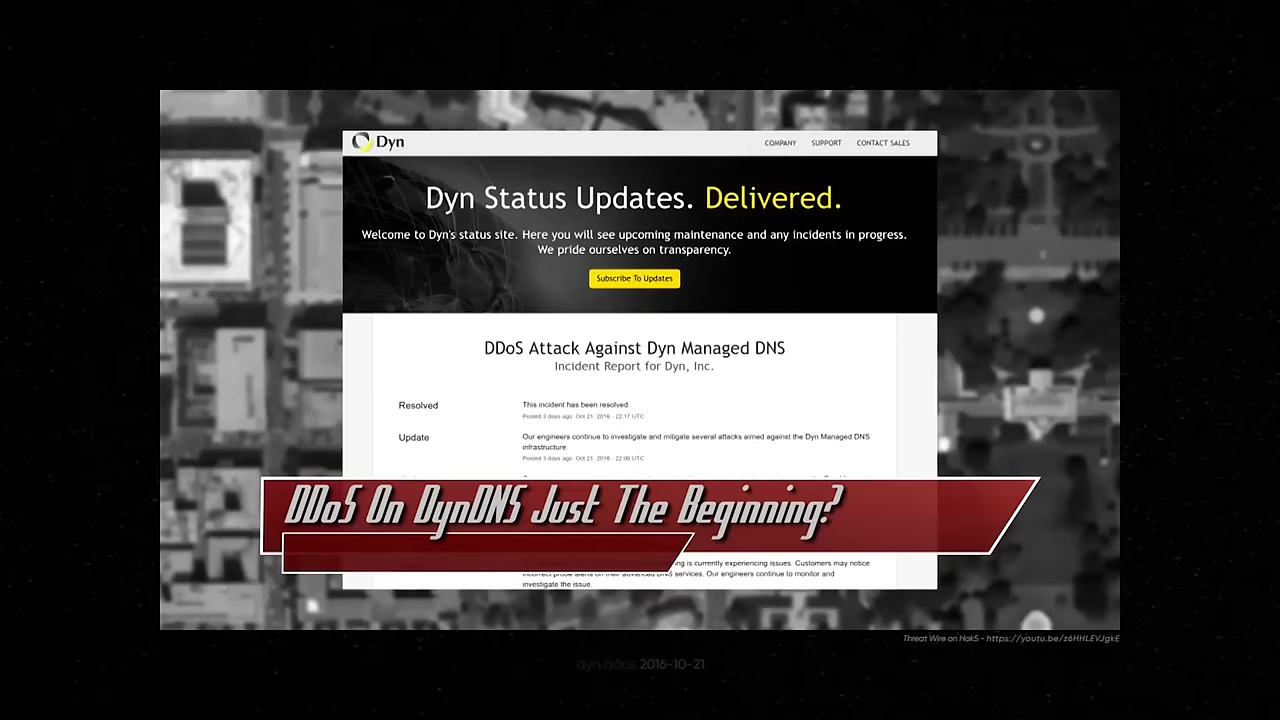 Dyn
COMPANY SUPPORT CONTACT SALES
Dyn Status Updates. Delivered.
Welcome to Dyn's status site. Here you will see upcoming maintenance and any incidents in progress.
We pride ourselves on transparency.
Subscribe To Updates
DDoS Attack Against Dyn Managed DNS
Incident Report for Dyn, Inc.
Resolved
This incident has been resolved.
Posted 3 days ago. Oct 21, 2016 - 22:17 UTC
Update
Our engineers continue to investigate and mitigate several attacks aimed against the Dyn Managed DNS
infrastructure.
Posted 3 days ago. Oct 21, 2016 - 22:00 UTC
DDoS On DynDNS Just The Beginning?
is currently experiencing issues. Customers may notice
incorrect probe alerts on their advanced DNS services. Our engineers continue to monitor and
investigate the issue.
Threat Wire on Hak5 - https://youtu.be/z6HHLEVJgkE
dyn.ddos 2016-10-21